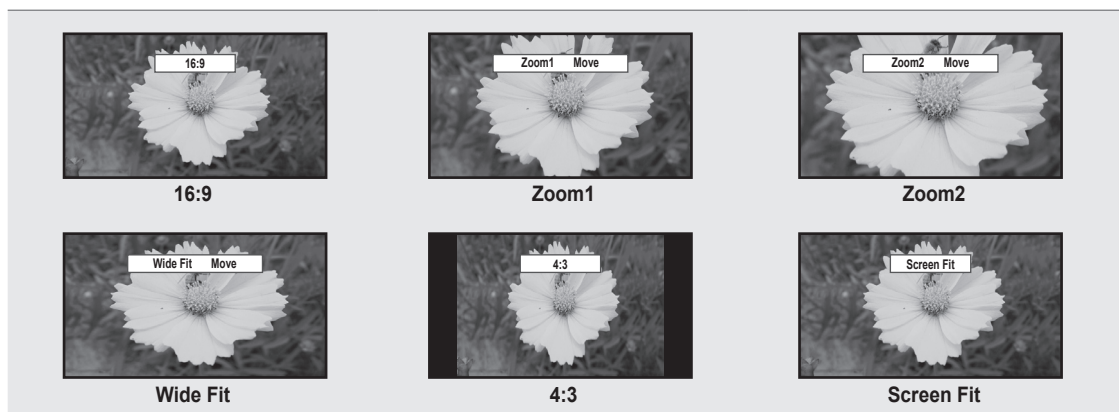 16:9
Zoom1 Move
Zoom2 Move
16:9
Zoom1
Zoom2
Wide Fit Move
4:3
Screen Fit
Wide Fit
4:3
Screen Fit